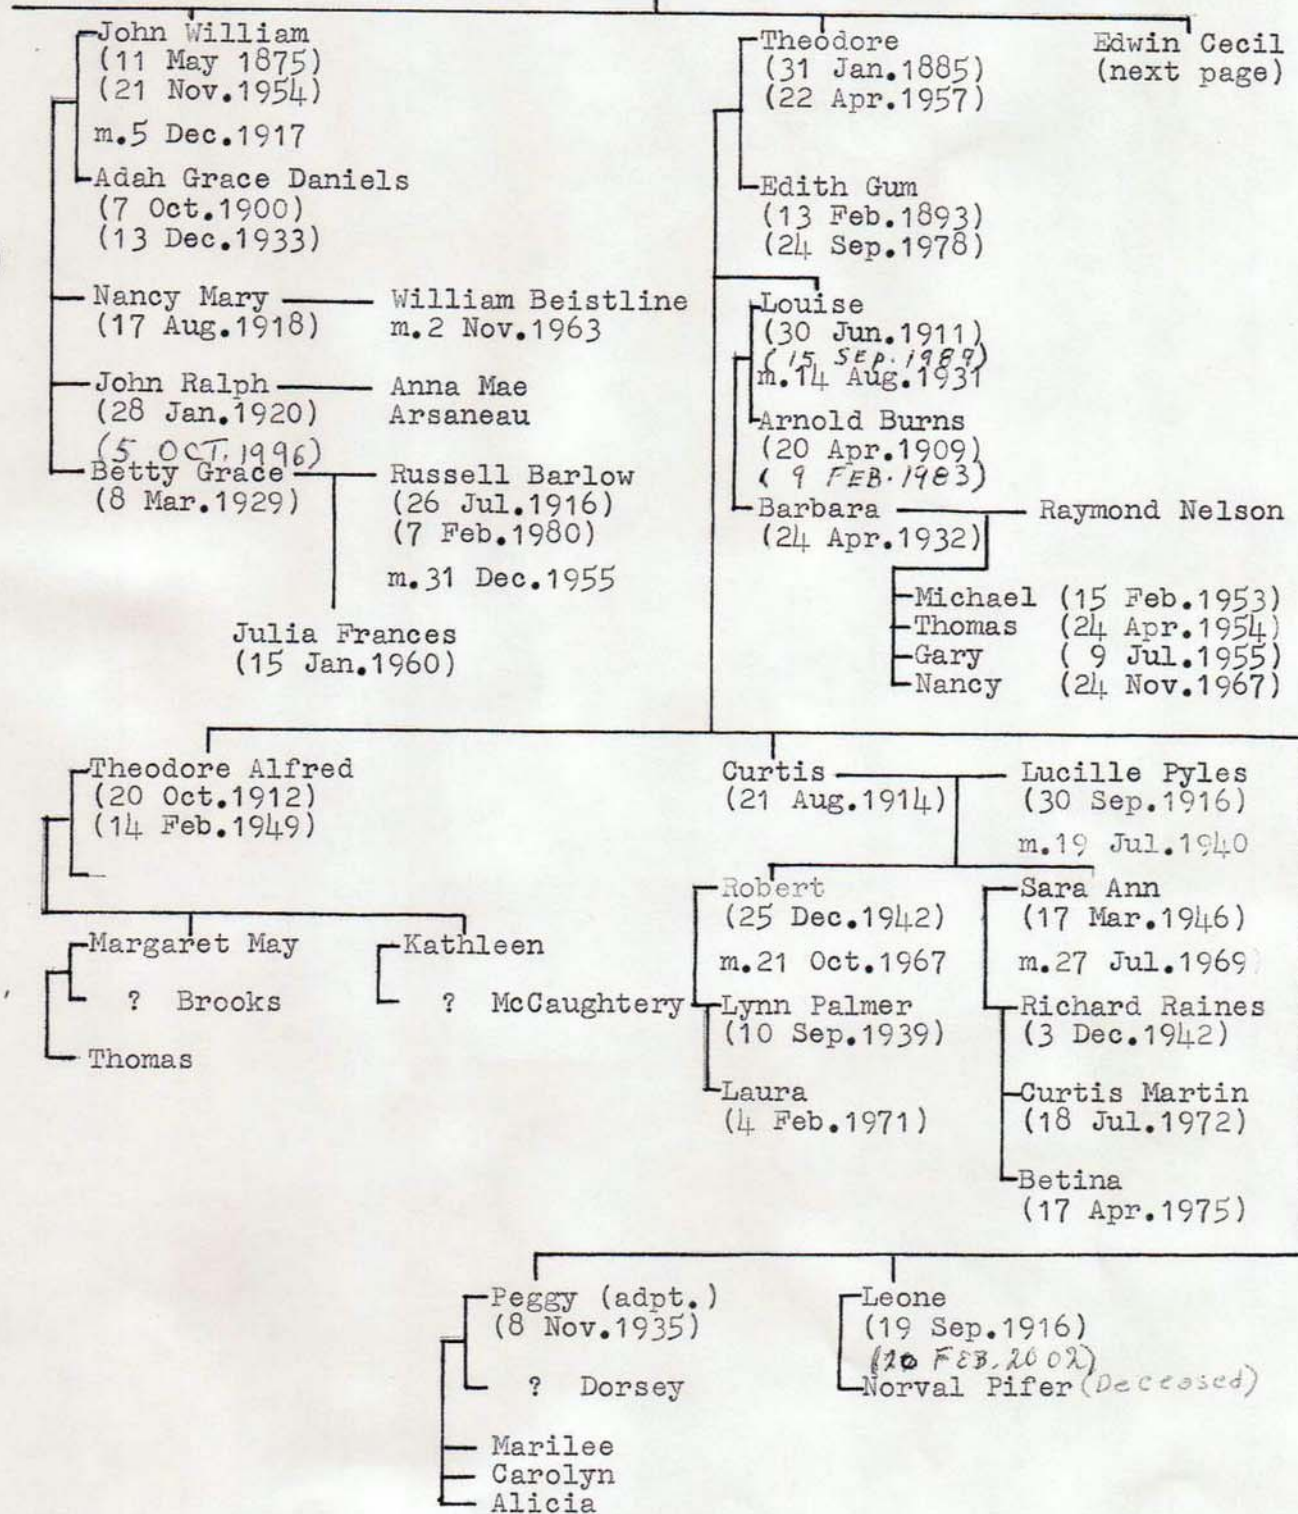 John William
(11 May 1875)
(21 Nov.1954)
m.5 Dec.1917
Adah Grace Daniels
(7 Oct.1900)
(13 Dec.1933)
Nancy Mary
(17 Aug.1918)
William Beistline
m.2 Nov.1963
John Ralph
(28 Jan.1920)
(5 OCT. 1996)
Anna Mae
Arsaneau
Betty Grace
(8 Mar.1929)
Russell Barlow
(26 Jul.1916)
(7 Feb.1980)
m.31 Dec.1955
Julia Frances
(15 Jan.1960)
Theodore
(31 Jan.1885)
(22 Apr.1957)
Edith Gum
(13 Feb.1893)
(24 Sep.1978)
Edwin Cecil
(next page)
Louise
(30 Jun.1911)
(15 SEP. 1989)
m.14 Aug.1931
Arnold Burns
(20 Apr.1909)
( 9 FEB. 1983)
Barbara
(24 Apr.1932)
Raymond Nelson
Michael (15 Feb.1953)
Thomas (24 Apr.1954)
Gary ( 9 Jul.1955)
Nancy (24 Nov.1967)
Theodore Alfred
(20 Oct.1912)
(14 Feb.1949)
Margaret May
? Brooks
Thomas
Kathleen
? McCaughtery
Curtis
(21 Aug.1914)
Lucille Pyles
(30 Sep.1916)
m.19 Jul.1940
Robert
(25 Dec.1942)
m.21 Oct.1967
Lynn Palmer
(10 Sep.1939)
Laura
(4 Feb.1971)
Sara Ann
(17 Mar.1946)
m.27 Jul.1969
Richard Raines
(3 Dec.1942)
Curtis Martin
(18 Jul.1972)
Betina
(17 Apr.1975)
Peggy (adpt.)
(8 Nov.1935)
? Dorsey
Marilee
Carolyn
Alicia
Leone
(19 Sep.1916)
FEB. 2002)
Norval Pifer (Deceased)